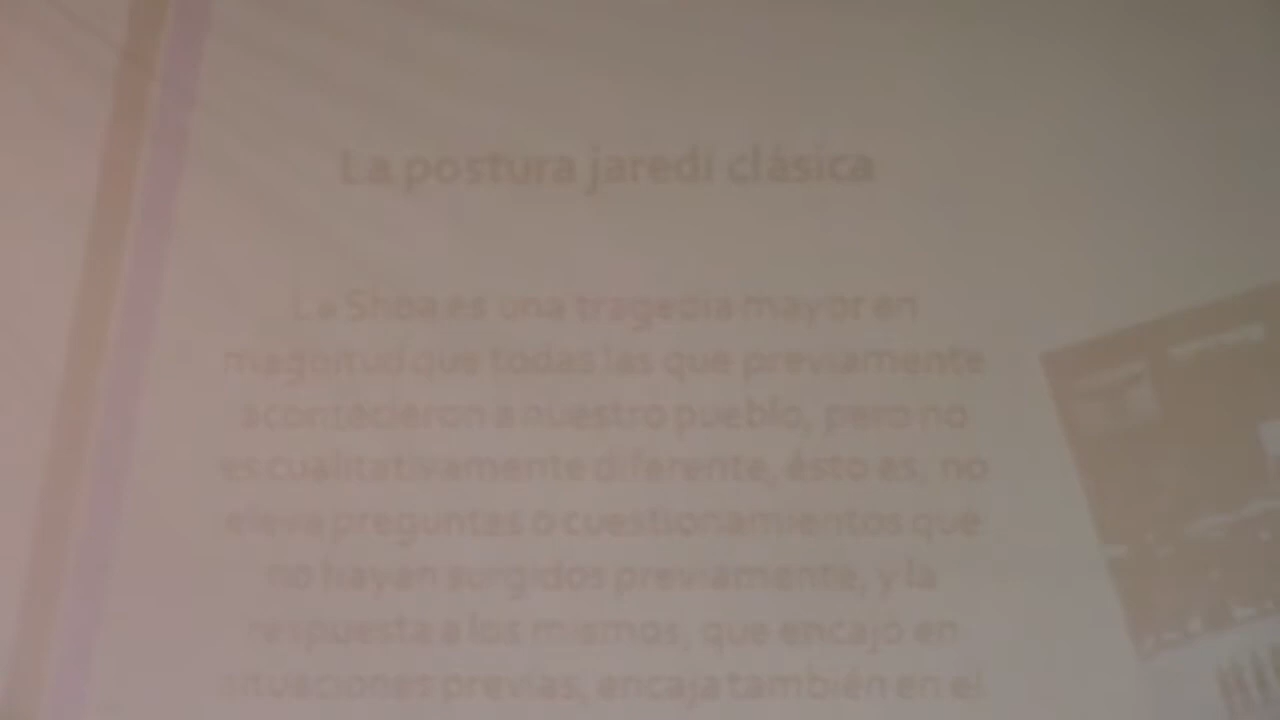 La postura jaredí clásica
La Shoa es una tragedia mayor en
magnitud que todas las que previamente
acontecieron a nuestro pueblo, pero no
es cualitativamente diferente, ésto es, no
eleva preguntas o cuestionamientos que
no hayan surgidos previamente, y la
respuesta a los mismos, que encajo en
situaciones previas, encaja también en el